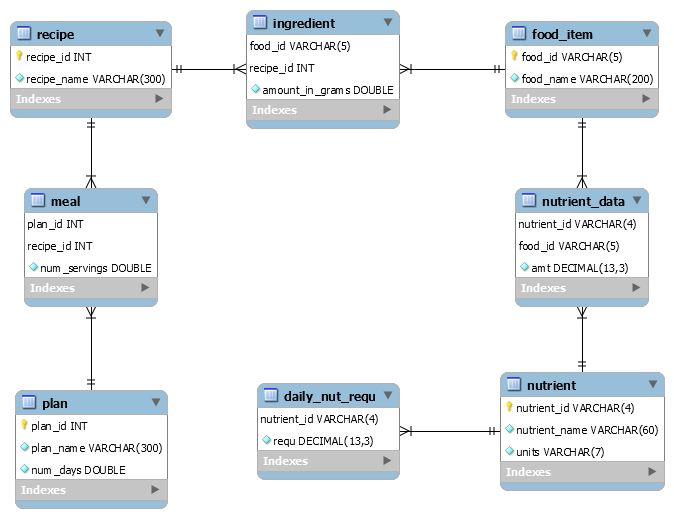 recipe
recipe_id INT
recipe_name VARCHAR(300)
Indexes
ingredient
food_id VARCHAR(5)
recipe_id INT
amount_in_grams DOUBLE
Indexes
food_item
food_id VARCHAR(5)
food_name VARCHAR(200)
Indexes
meal
plan_id INT
recipe_id INT
num_servings DOUBLE
Indexes
nutrient_data
nutrient_id VARCHAR(4)
food_id VARCHAR(5)
amt DECIMAL(13,3)
Indexes
plan
plan_id INT
plan_name VARCHAR(300)
num_days DOUBLE
Indexes
daily_nut_requ
nutrient_id VARCHAR(4)
requ DECIMAL(13,3)
Indexes
nutrient
nutrient_id VARCHAR(4)
nutrient_name VARCHAR(60)
units VARCHAR(7)
Indexes